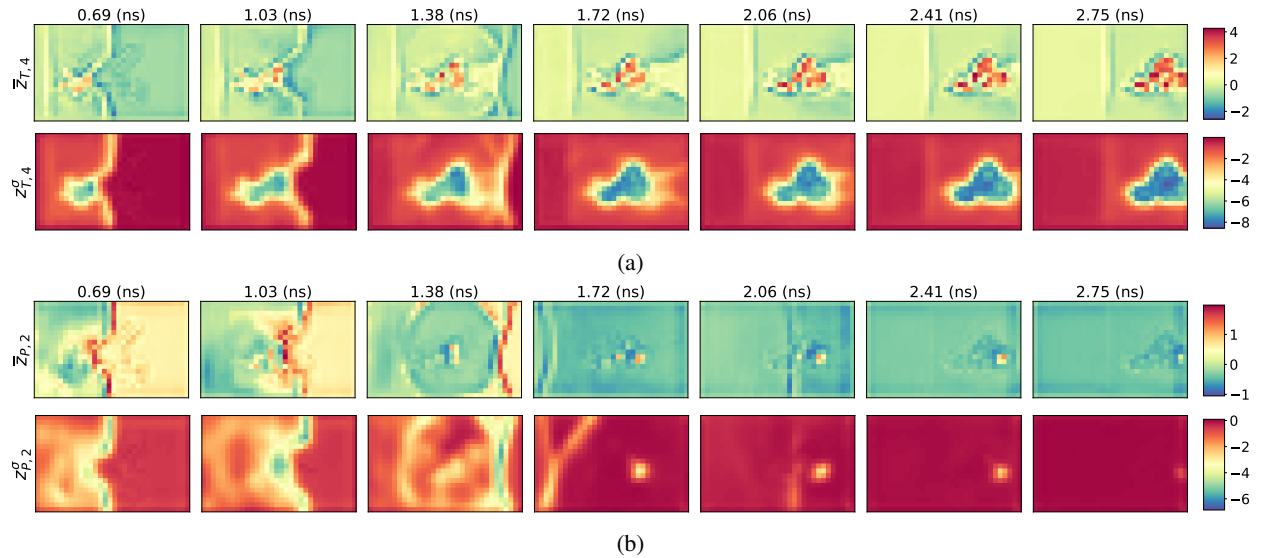 0.69 (ns) 1.03 (ns) 1.38 (ns) 1.72 (ns) 2.06 (ns) 2.41 (ns) 2.75 (ns)
z̅T, 4
4
2
0
−2
zσT, 4
−2
−4
−6
−8
(a)
0.69 (ns) 1.03 (ns) 1.38 (ns) 1.72 (ns) 2.06 (ns) 2.41 (ns) 2.75 (ns)
z̅P, 2
1
0
−1
zσP, 2
0
−2
−4
−6
(b)